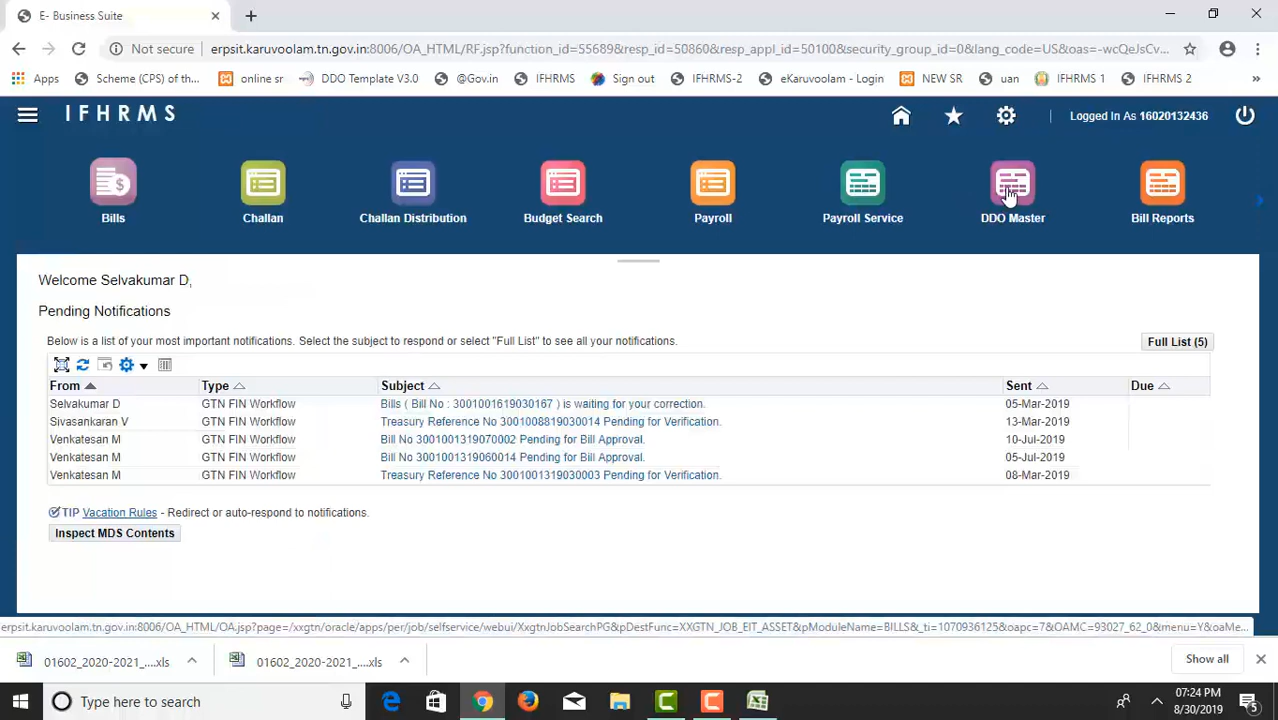 E- Business Suite
Not secure | erpsit.karuvoolam.tn.gov.in:8006/OA_HTML/RF.jsp?function_id=55689&resp_id=50860&resp_appl_id=50100&security_group_id=0&lang_code=US&oas=-wcQeJsCv...
Apps Scheme (CPS) of th... online sr DDO Template V3.0 @Gov.in IFHRMS Sign out IFHRMS-2 eKaruvoolam - Login NEW SR uan IFHRMS 1 IFHRMS 2 »
IFHRMS
Logged In As 16020132436
Bills Challan Challan Distribution Budget Search Payroll Payroll Service DDO Master Bill Reports
Welcome Selvakumar D,
Pending Notifications
Below is a list of your most important notifications. Select the subject to respond or select "Full List" to see all your notifications.
Full List (5)
From Type Subject Sent Due
Selvakumar D GTN FIN Workflow Bills ( Bill No : 3001001619030167 ) is waiting for your correction. 05-Mar-2019
Sivasankaran V GTN FIN Workflow Treasury Reference No 3001008819030014 Pending for Verification. 13-Mar-2019
Venkatesan M GTN FIN Workflow Bill No 3001001319070002 Pending for Bill Approval. 10-Jul-2019
Venkatesan M GTN FIN Workflow Bill No 3001001319060014 Pending for Bill Approval. 05-Jul-2019
Venkatesan M GTN FIN Workflow Treasury Reference No 3001001319030003 Pending for Verification. 08-Mar-2019
TIP Vacation Rules - Redirect or auto-respond to notifications.
Inspect MDS Contents
erpsit.karuvoolam.tn.gov.in:8006/OA_HTML/OA.jsp?page=/xxgtn/oracle/apps/per/job/selfservice/webui/XxgtnJobSearchPG&pDestFunc=XXGTN_JOB_EIT_ASSET&pModuleName=BILLS&_ti=1070936125&oapc=7&OAMC=93027_62_0&menu=Y&oaMe...
01602_2020-2021_....xls 01602_2020-2021_....xls Show all
Type here to search
07:24 PM
8/30/2019
5